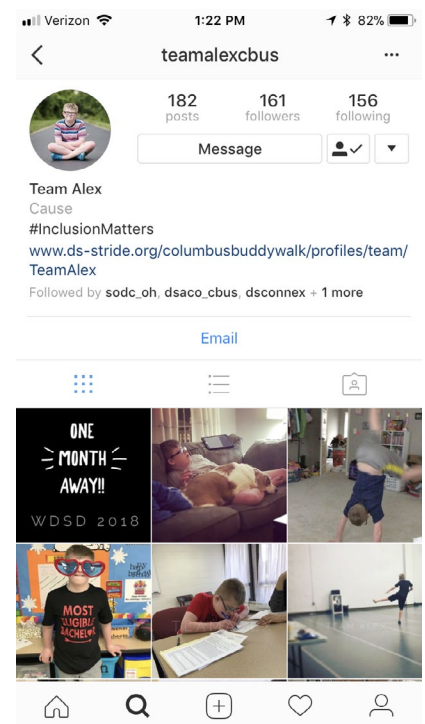 Verizon 1:22 PM 82%
teamalexcbus
182 161 156
posts followers following
Message
Team Alex
Cause
#InclusionMatters
www.ds-stride.org/columbusbuddywalk/profiles/team/
TeamAlex
Followed by sodc_oh, dsaco_cbus, dsconnex + 1 more
Email
ONE
MONTH
AWAY!!
WDSD 2018
MOST
ELIGIBLE
BACHELOR